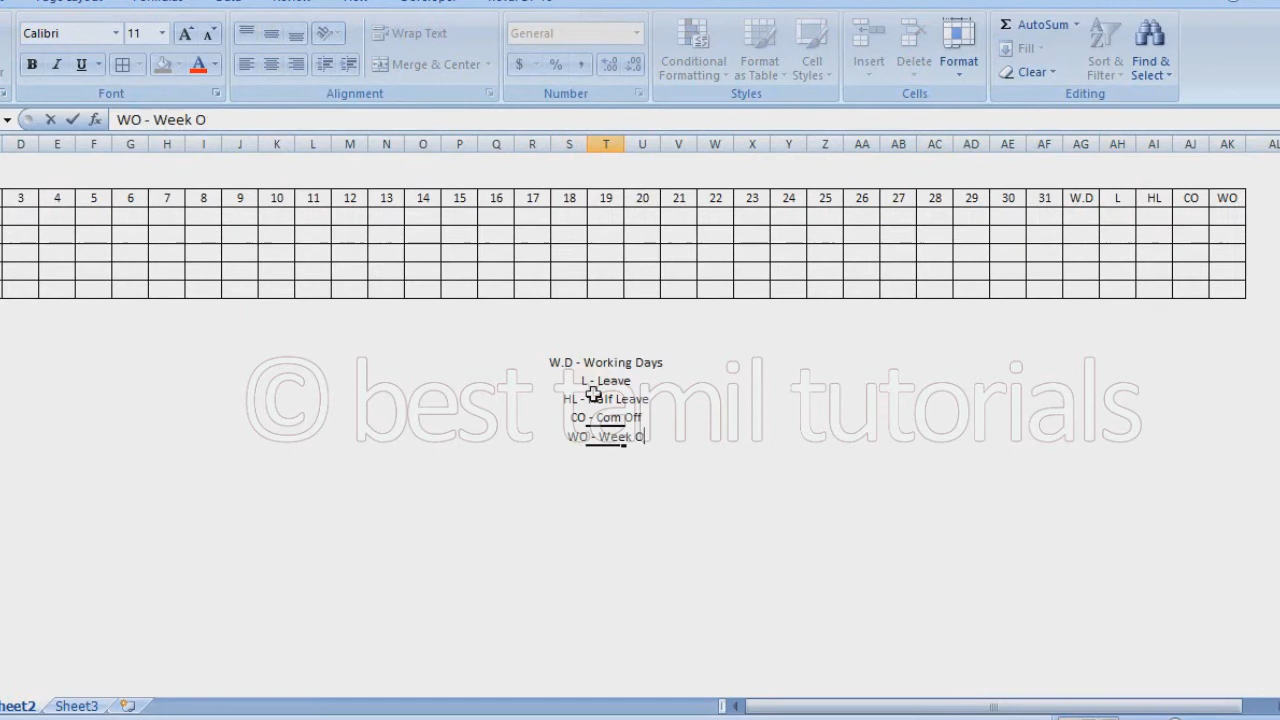 Calibri 11 Wrap Text General AutoSum
Fill
B I U Merge & Center $ % , Conditional Formatting Format as Table Cell Styles Insert Delete Format Clear Sort & Filter Find & Select
Font Alignment Number Styles Cells Editing
fx WO - Week O
D E F G H I J K L M N O P Q R S T U V W X Y Z AA AB AC AD AE AF AG AH AI AJ AK AL
3 4 5 6 7 8 9 10 11 12 13 14 15 16 17 18 19 20 21 22 23 24 25 26 27 28 29 30 31 W.D L HL CO WO
W.D - Working Days
L - Leave
HL - Half Leave
CO - Com Off
WO - Week O
© best tamil tutorials
Sheet3